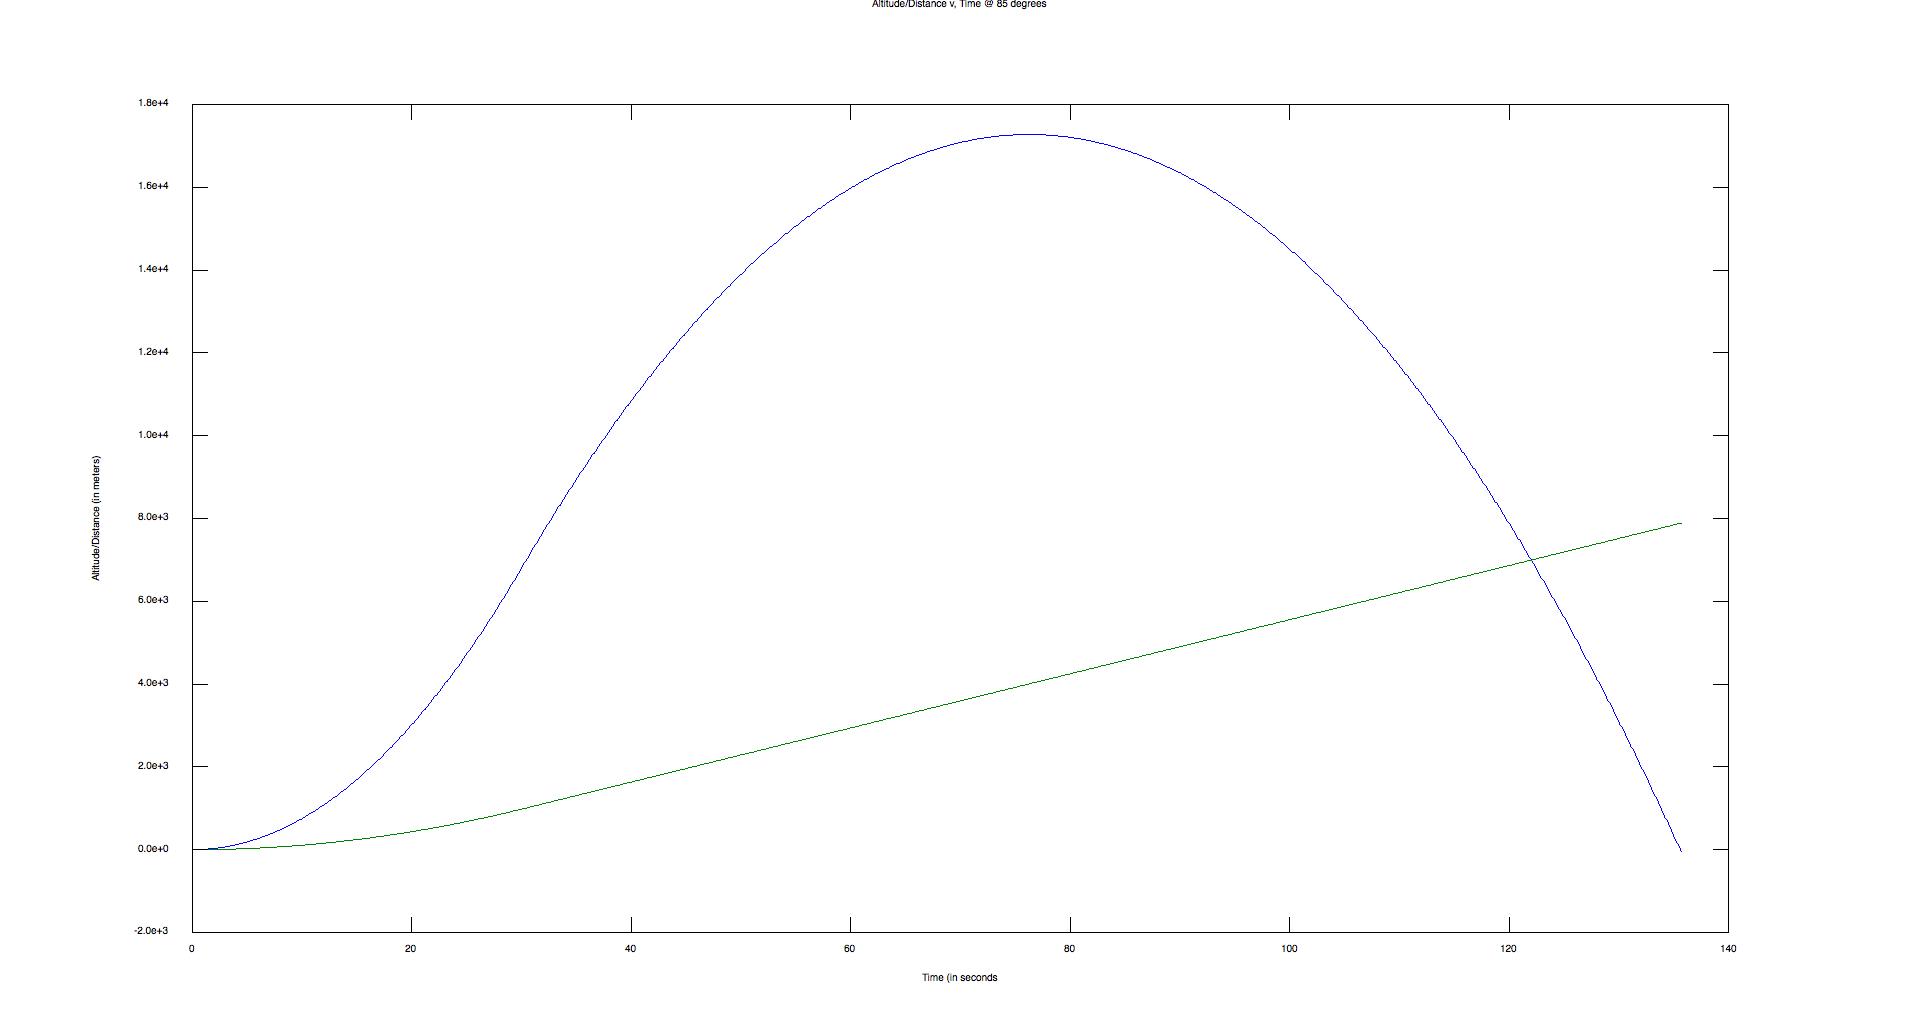 Altitude/Distance v, Time @ 85 degrees
1.8e+4
1.6e+4
1.4e+4
1.2e+4
1.0e+4
8.0e+3
6.0e+3
4.0e+3
2.0e+3
0.0e+0
-2.0e+3
Altitude/Distance (in meters)
0 20 40 60 80 100 120 140
Time (in seconds